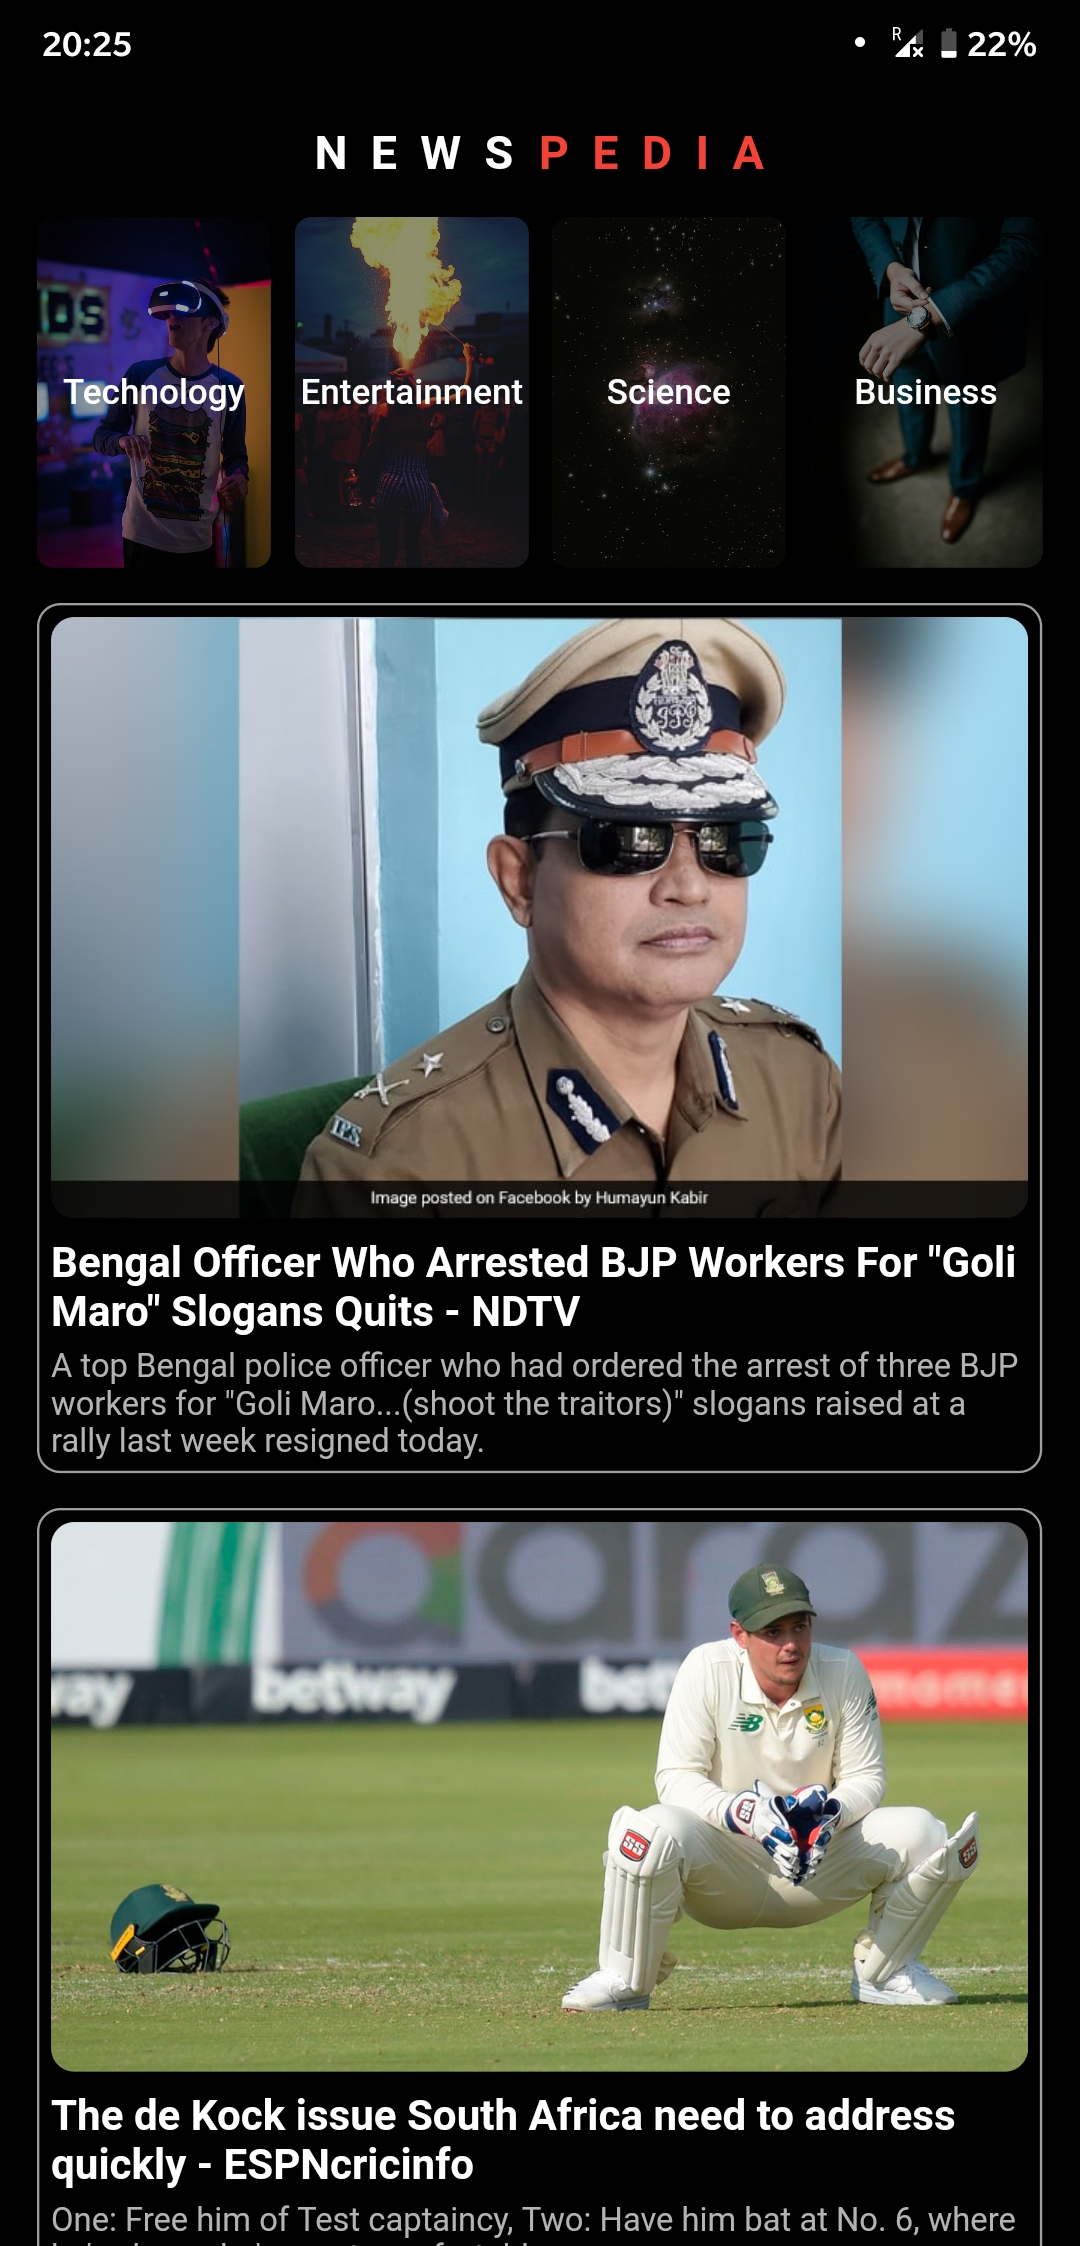 20:25
R
22%
NEWSPEDIA
Technology
Entertainment
Science
Business
I.P.S.
Image posted on Facebook by Humayun Kabir
Bengal Officer Who Arrested BJP Workers For "Goli
Maro" Slogans Quits - NDTV
A top Bengal police officer who had ordered the arrest of three BJP
workers for "Goli Maro...(shoot the traitors)" slogans raised at a
rally last week resigned today.
betway
SS
The de Kock issue South Africa need to address
quickly - ESPNcricinfo
One: Free him of Test captaincy, Two: Have him bat at No. 6, where